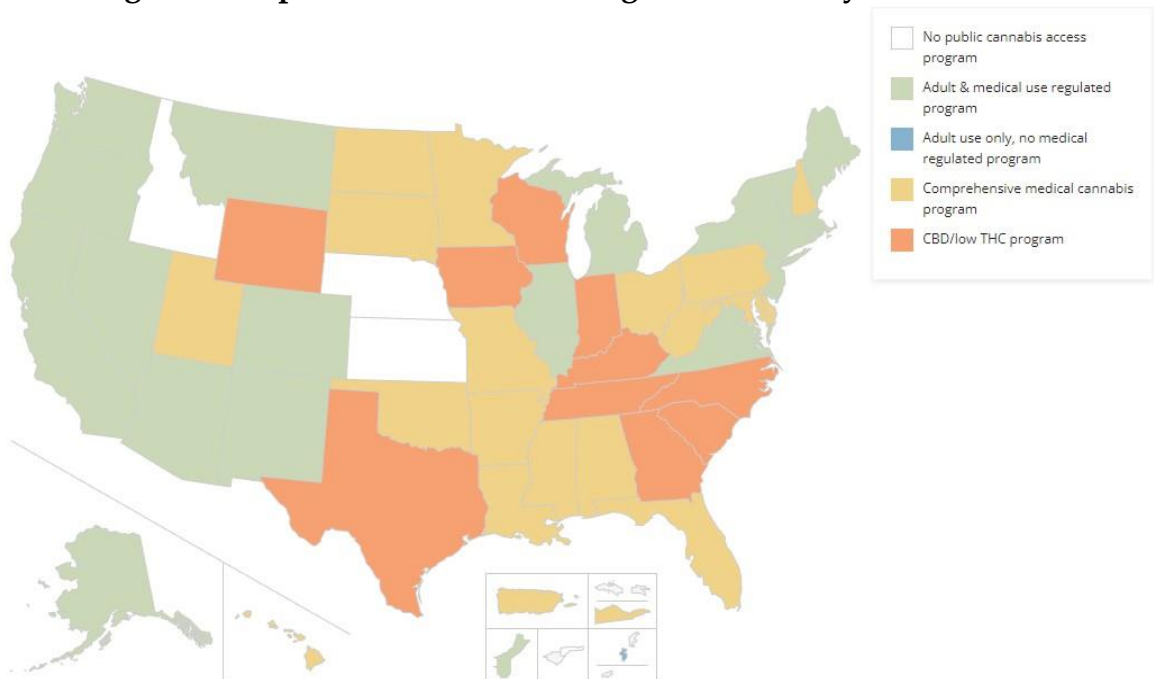 No public cannabis access
program
Adult & medical use regulated
program
Adult use only, no medical
regulated program
Comprehensive medical cannabis
program
CBD/low THC program